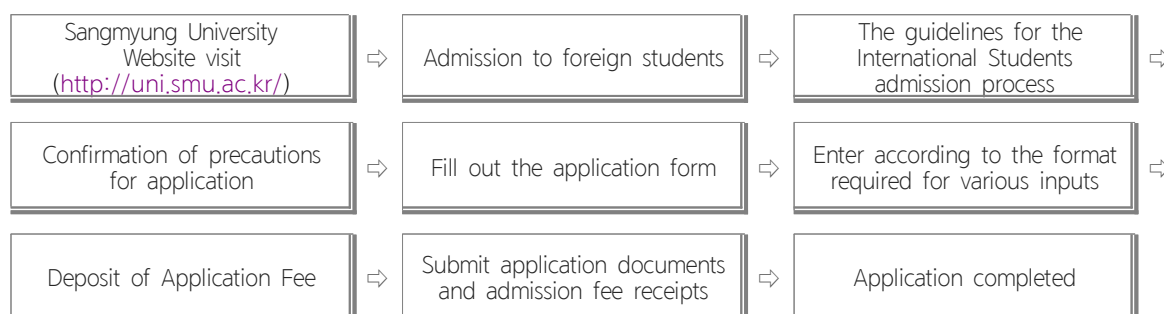 Sangmyung University
Website visit
(http://uni.smu.ac.kr/)
⇨
Admission to foreign students
⇨
The guidelines for the
International Students
admission process
⇨
Confirmation of precautions
for application
⇨
Fill out the application form
⇨
Enter according to the format
required for various inputs
⇨
Deposit of Application Fee
⇨
Submit application documents
and admission fee receipts
⇨
Application completed